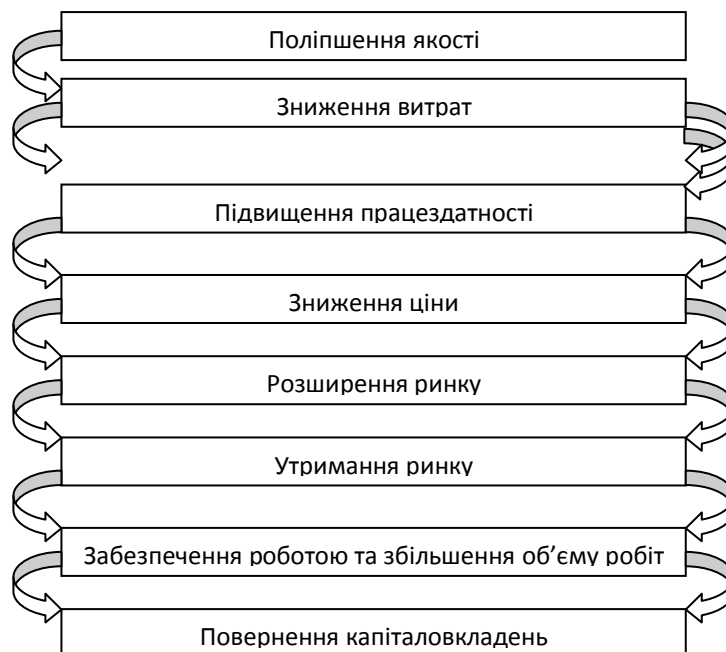 Поліпшення якості
Зниження витрат
Підвищення працездатності
Зниження ціни
Розширення ринку
Утримання ринку
Забезпечення роботою та збільшення об’єму робіт
Повернення капіталовкладень